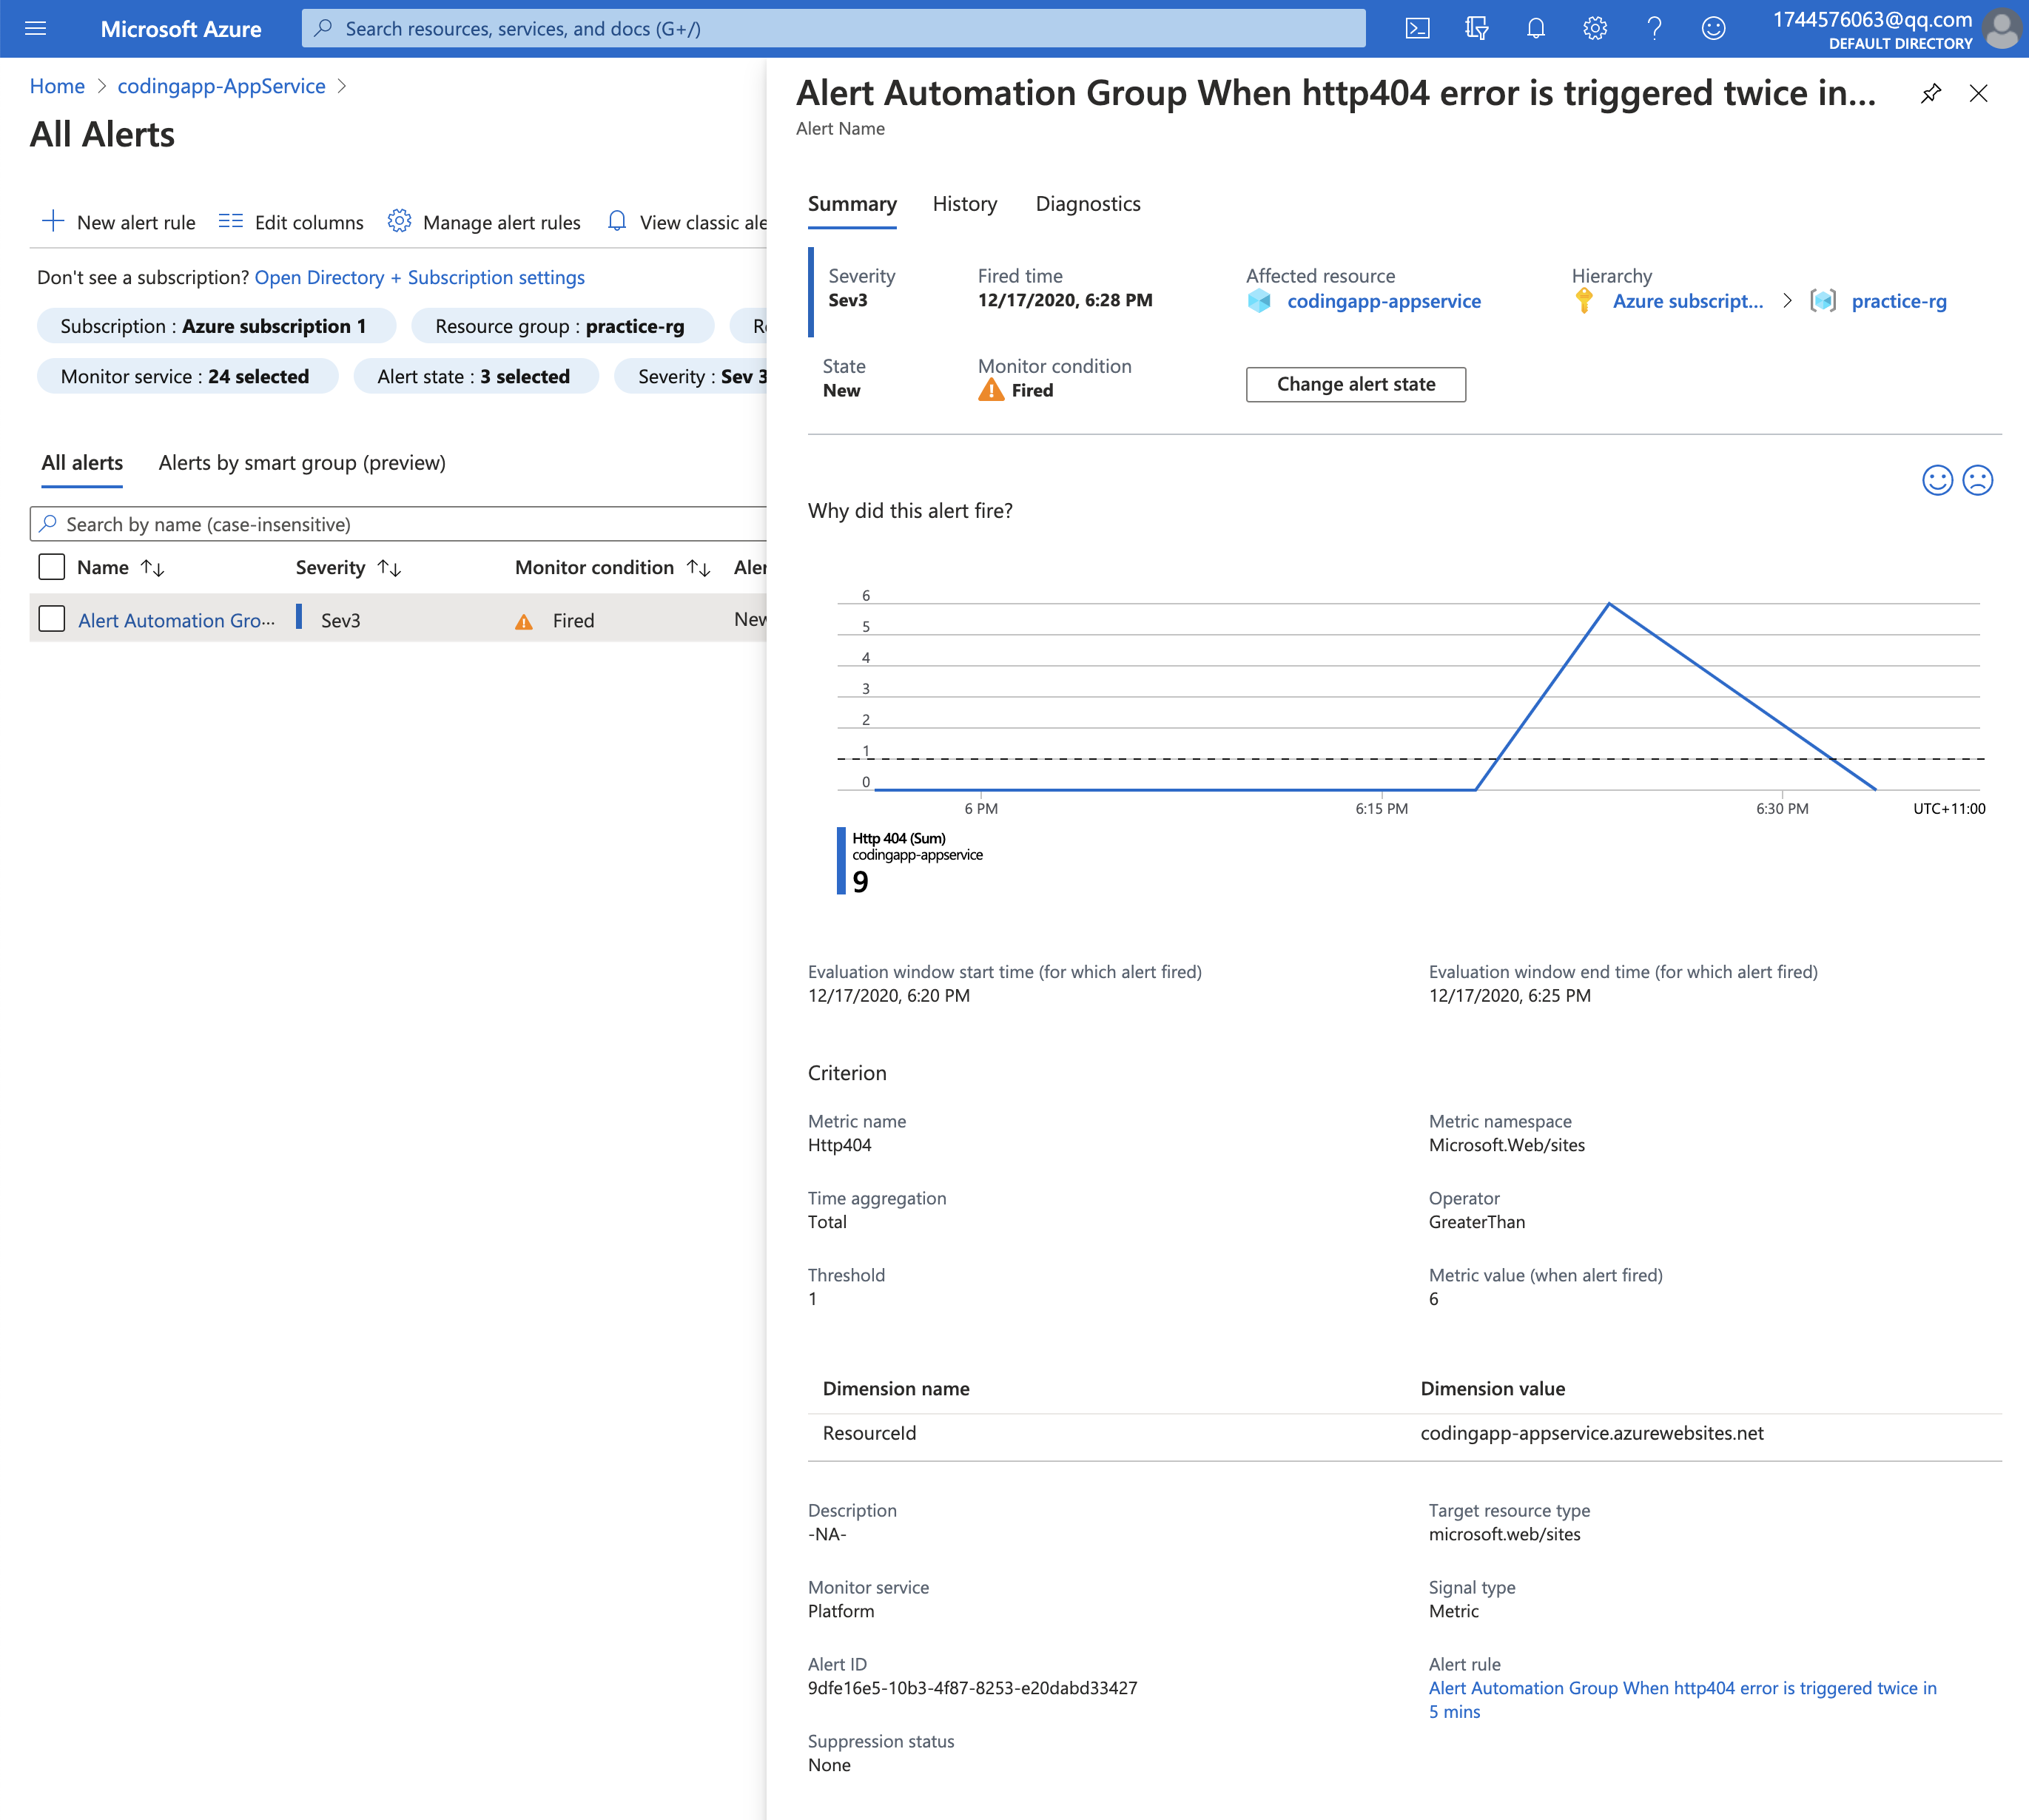 Microsoft Azure
Search resources, services, and docs (G+/)
1744576063@qq.com
DEFAULT DIRECTORY
Home > codingapp-AppService >
All Alerts
New alert rule Edit columns Manage alert rules View classic ale
Don't see a subscription? Open Directory + Subscription settings
Subscription : Azure subscription 1 Resource group : practice-rg
Monitor service : 24 selected Alert state : 3 selected Severity : Sev 3
All alerts Alerts by smart group (preview)
Search by name (case-insensitive)
Name ↑↓ Severity ↑↓ Monitor condition ↑↓ Aler
Alert Automation Gro... Sev3 Fired New
Alert Automation Group When http404 error is triggered twice in...
Alert Name
Summary History Diagnostics
Severity Fired time Affected resource Hierarchy
Sev3 12/17/2020, 6:28 PM codingapp-appservice Azure subscript... > practice-rg
State Monitor condition
New Fired
Change alert state
Why did this alert fire?
6
5
4
3
2
1
0
6 PM 6:15 PM 6:30 PM UTC+11:00
Http 404 (Sum)
codingapp-appservice
9
Evaluation window start time (for which alert fired) Evaluation window end time (for which alert fired)
12/17/2020, 6:20 PM 12/17/2020, 6:25 PM
Criterion
Metric name Metric namespace
Http404 Microsoft.Web/sites
Time aggregation Operator
Total GreaterThan
Threshold Metric value (when alert fired)
1 6
Dimension name Dimension value
ResourceId codingapp-appservice.azurewebsites.net
Description Target resource type
-NA- microsoft.web/sites
Monitor service Signal type
Platform Metric
Alert ID Alert rule
9dfe16e5-10b3-4f87-8253-e20dabd33427 Alert Automation Group When http404 error is triggered twice in
5 mins
Suppression status
None